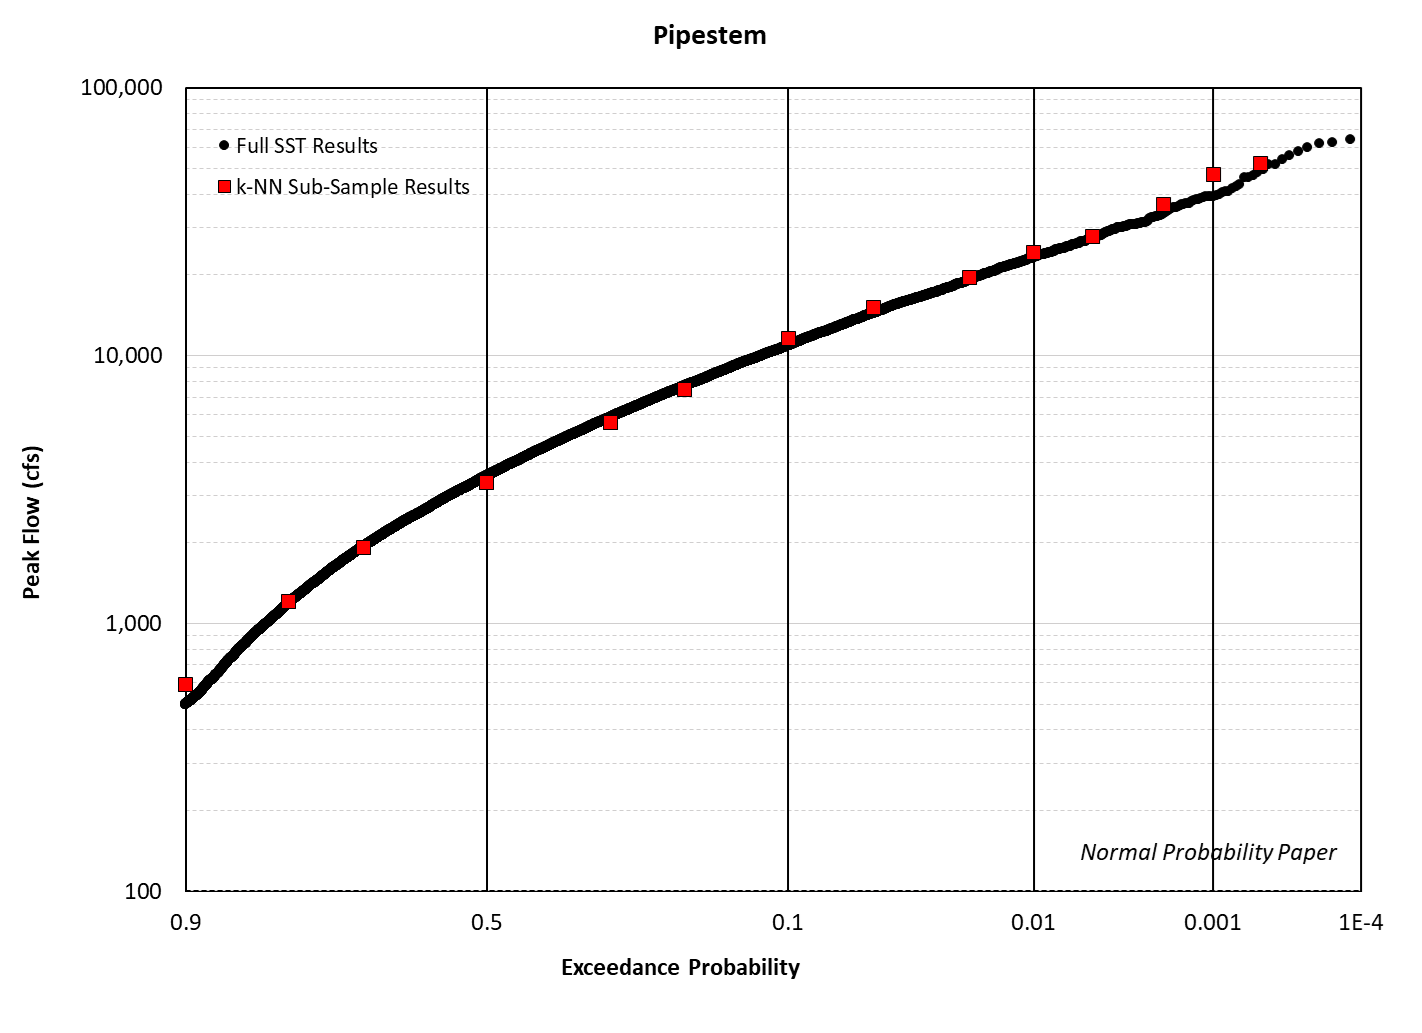 Pipestem
100,000
Full SST Results
k-NN Sub-Sample Results
10,000
Peak Flow (cfs)
1,000
Normal Probability Paper
100
0.9 0.5 0.1 0.01 0.001 1E-4
Exceedance Probability